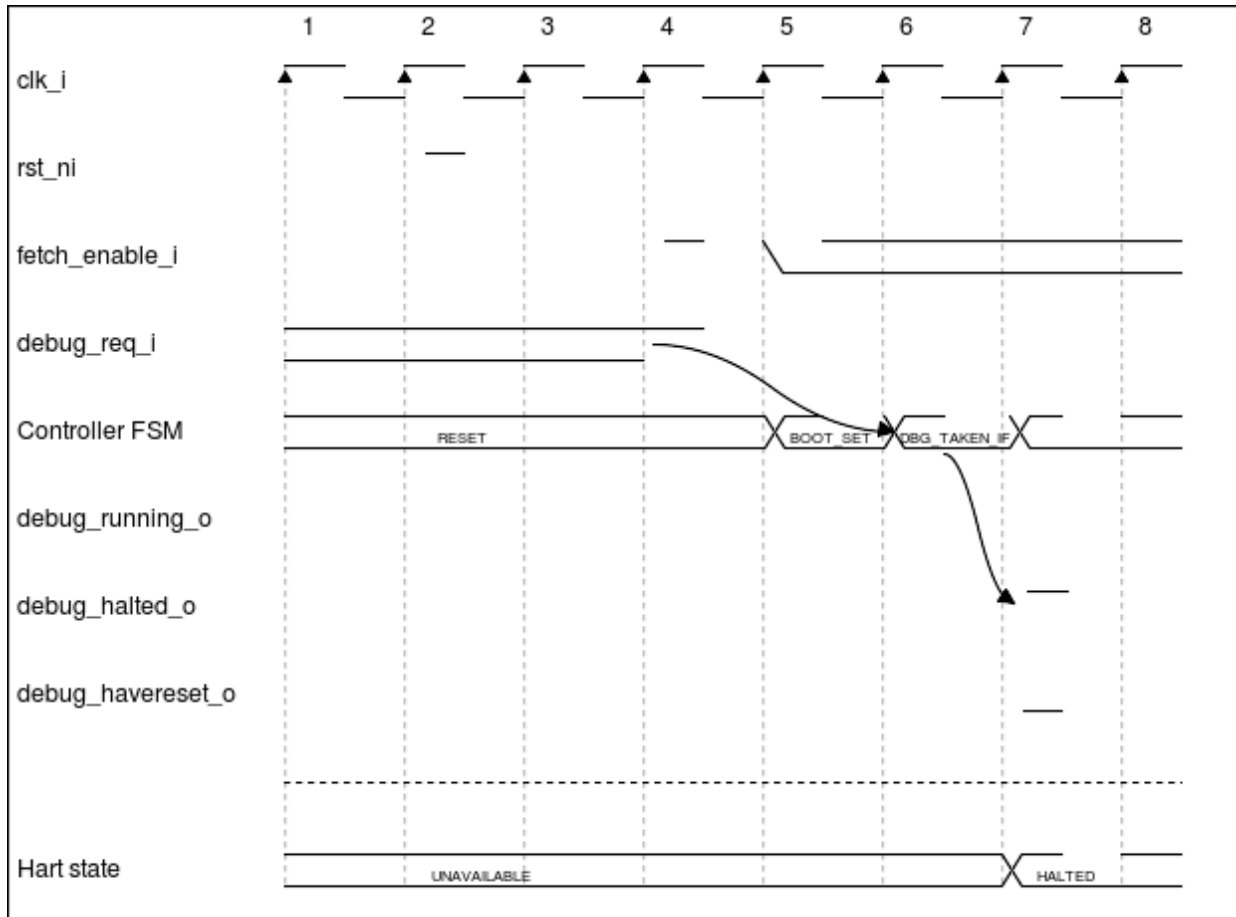 1 2 3 4 5 6 7 8
clk_i
rst_ni
fetch_enable_i
debug_req_i
Controller FSM RESET BOOT_SET DBG_TAKEN_IF
debug_running_o
debug_halted_o
debug_havereset_o
Hart state UNAVAILABLE HALTED